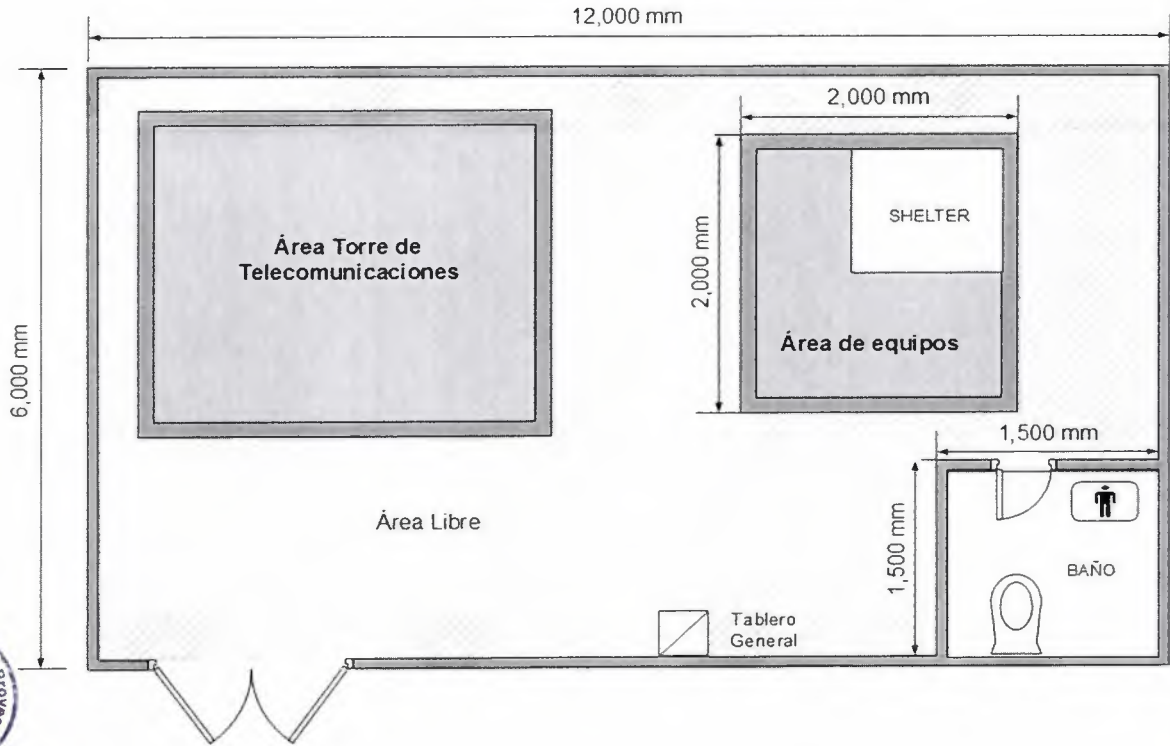 12,000 mm
2,000 mm
SHELTER
Área Torre de
Telecomunicaciones
2,000 mm
6,000 mm
Área de equipos
1,500 mm
Área Libre
1,500 mm
BAÑO
Tablero
General